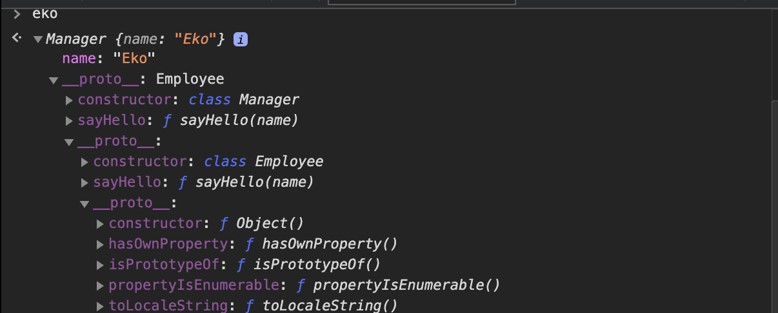 eko
Manager {name: "Eko"} i
name: "Eko"
__proto__: Employee
constructor: class Manager
sayHello: ƒ sayHello(name)
__proto__:
constructor: class Employee
sayHello: ƒ sayHello(name)
__proto__:
constructor: ƒ Object()
hasOwnProperty: ƒ hasOwnProperty()
isPrototypeOf: ƒ isPrototypeOf()
propertyIsEnumerable: ƒ propertyIsEnumerable()
toLocaleString: ƒ toLocaleString()